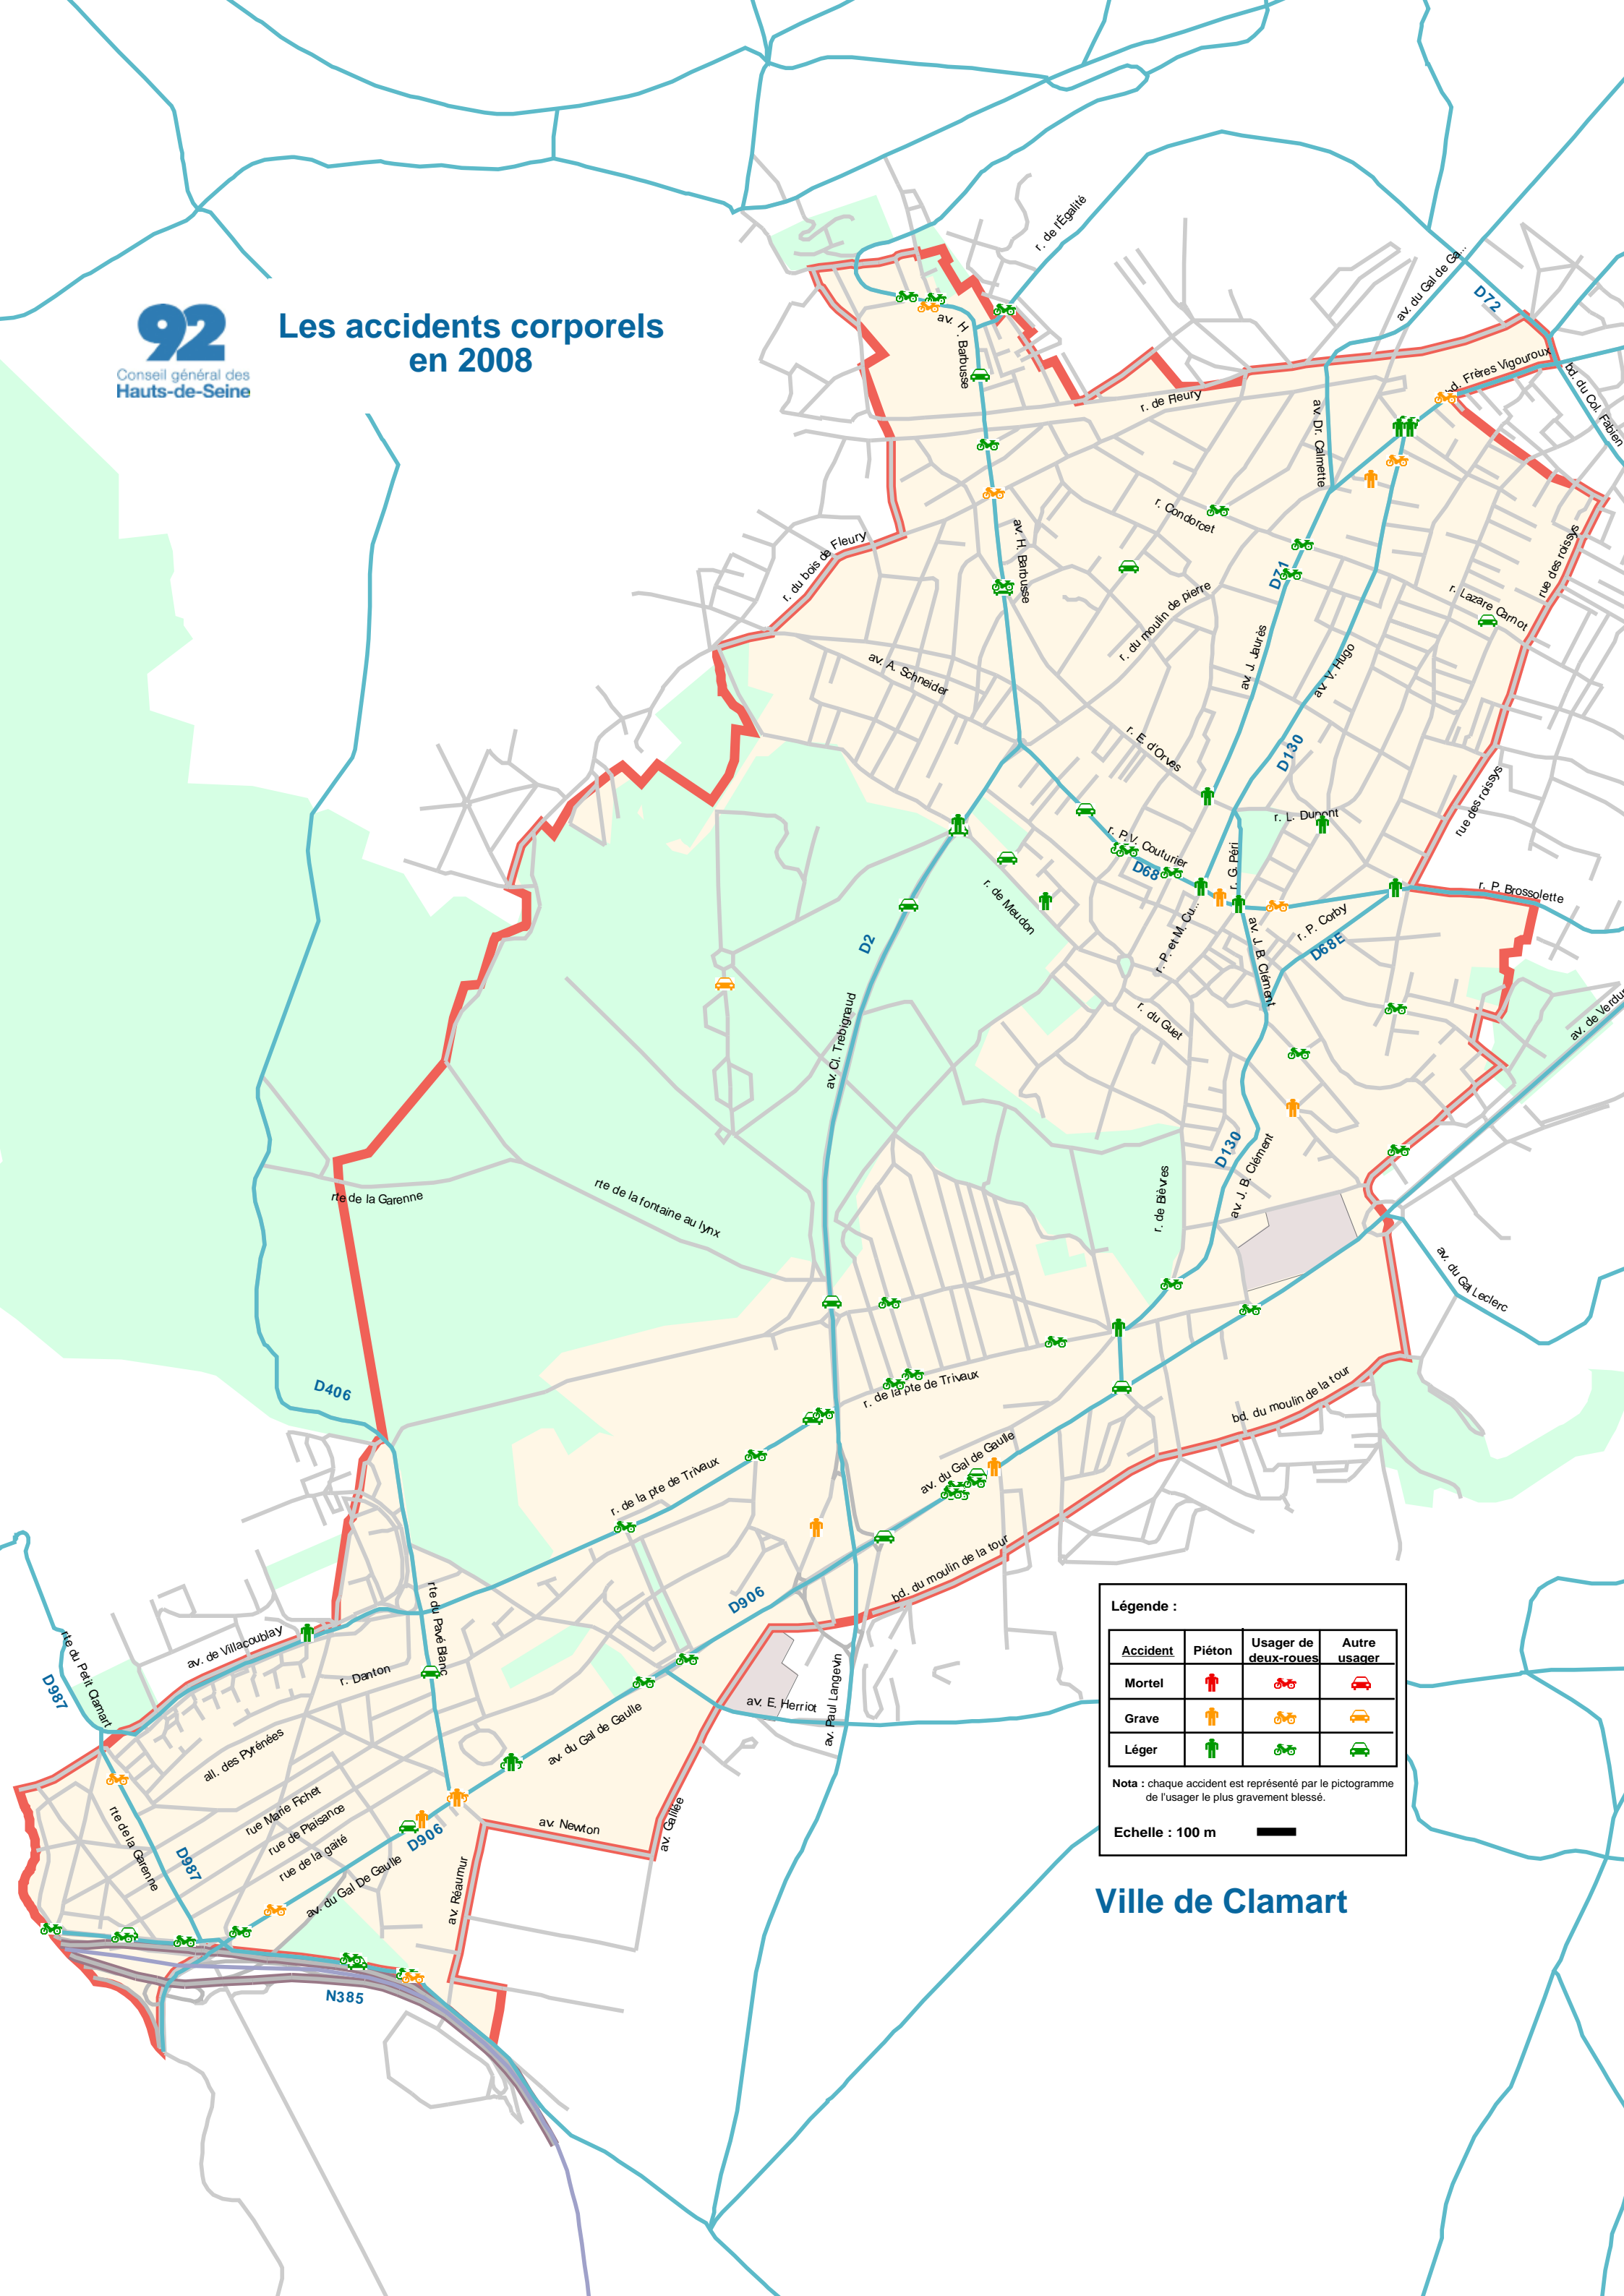 92
Conseil général des
Hauts-de-Seine
Les accidents corporels
en 2008
r. de l'Égalité
av. du Gal de Ga...
D72
av. H. Barbusse
bd. Frères Vigouroux
bd. du Col. Fabien
r. de Fleury
av. Dr. Calmette
r. Condorcet
r. du bois de Fleury
av. H. Barbusse
D71
rue des roissys
r. Lazare Carnot
r. du moulin de pierre
av. A. Schneider
av. J. Jaurès
av. V. Hugo
r. E. d'Orves
D130
rue des roissys
r. L. Dupont
r. P.V. Couturier
D68
r. G. Péri
r. de Meudon
r. P. Brossolette
r. P. et M. Cu...
r. P. Corby
D68E
D2
av. J. B. Clément
av. Cl. Trebignaud
r. du Guet
av. de Verdun
D130
av. J. B. Clément
r. de Bièvres
rte de la Garenne
rte de la fontaine au lynx
av. du Gal Leclerc
D406
r. de la pte de Trivaux
bd. du moulin de la tour
r. de la pte de Trivaux
av. du Gal de Gaulle
bd. du moulin de la tour
D906
rte du Pavé Blanc
rte du Petit Clamart
D987
av. de Villacoublay
r. Danton
av. E. Herriot
av. Paul Langevin
av. du Gal de Gaulle
all. des Pyrénées
rue Marie Fichet
rue de Plaisance
rue de la gaité
rte de la Garenne
D987
D906
av. du Gal De Gaulle
av. Newton
av. Galilée
av. Réaumur
N385
Légende :
Accident Piéton Usager de deux-roues Autre usager
Mortel
Grave
Léger
Nota : chaque accident est représenté par le pictogramme
de l'usager le plus gravement blessé.
Echelle : 100 m
Ville de Clamart